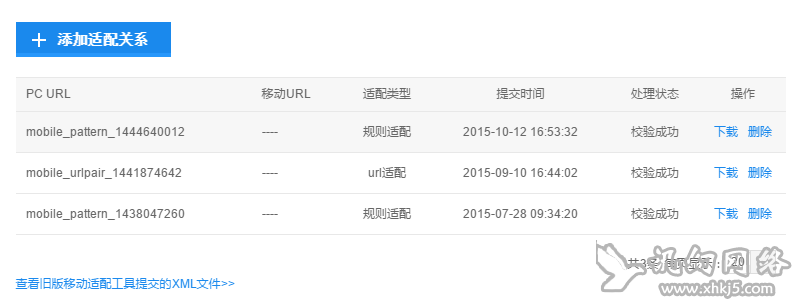 + 添加适配关系
PC URL 移动URL 适配类型 提交时间 处理状态 操作
mobile_pattern_1444640012 ---- 规则适配 2015-10-12 16:53:32 校验成功 下载 删除
mobile_urlpair_1441874642 ---- url适配 2015-09-10 16:44:02 校验成功 下载 删除
mobile_pattern_1438047260 ---- 规则适配 2015-07-28 09:34:20 校验成功 下载 删除
共3条 每页显示: 20
查看旧版移动适配工具提交的XML文件>>
网络
www.xhkj5.com